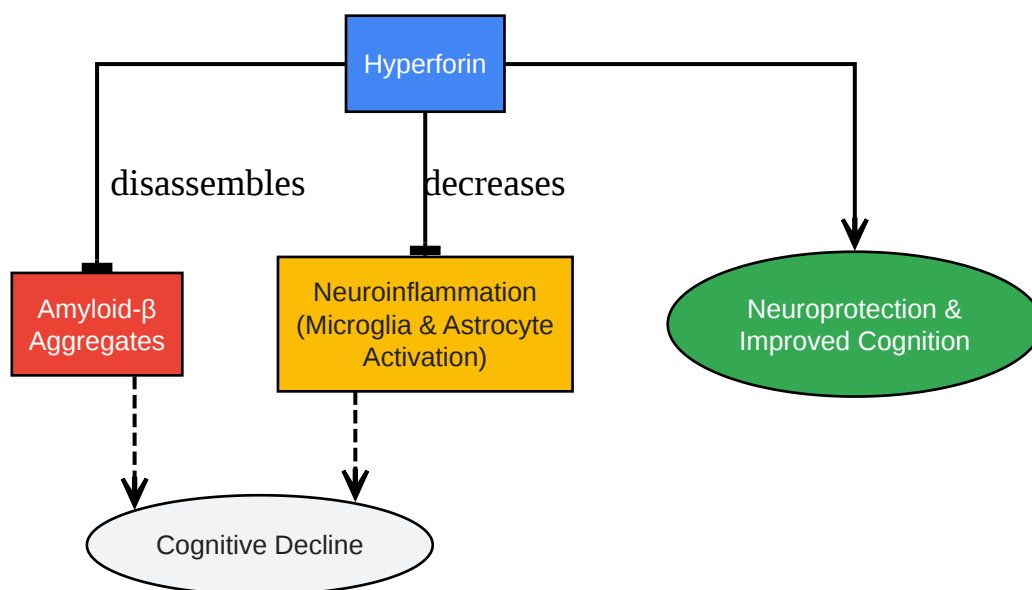 Hyperforin
disassembles
decreases
Amyloid-β
Aggregates
Neuroinflammation
(Microglia & Astrocyte
Activation)
Neuroprotection &
Improved Cognition
Cognitive Decline